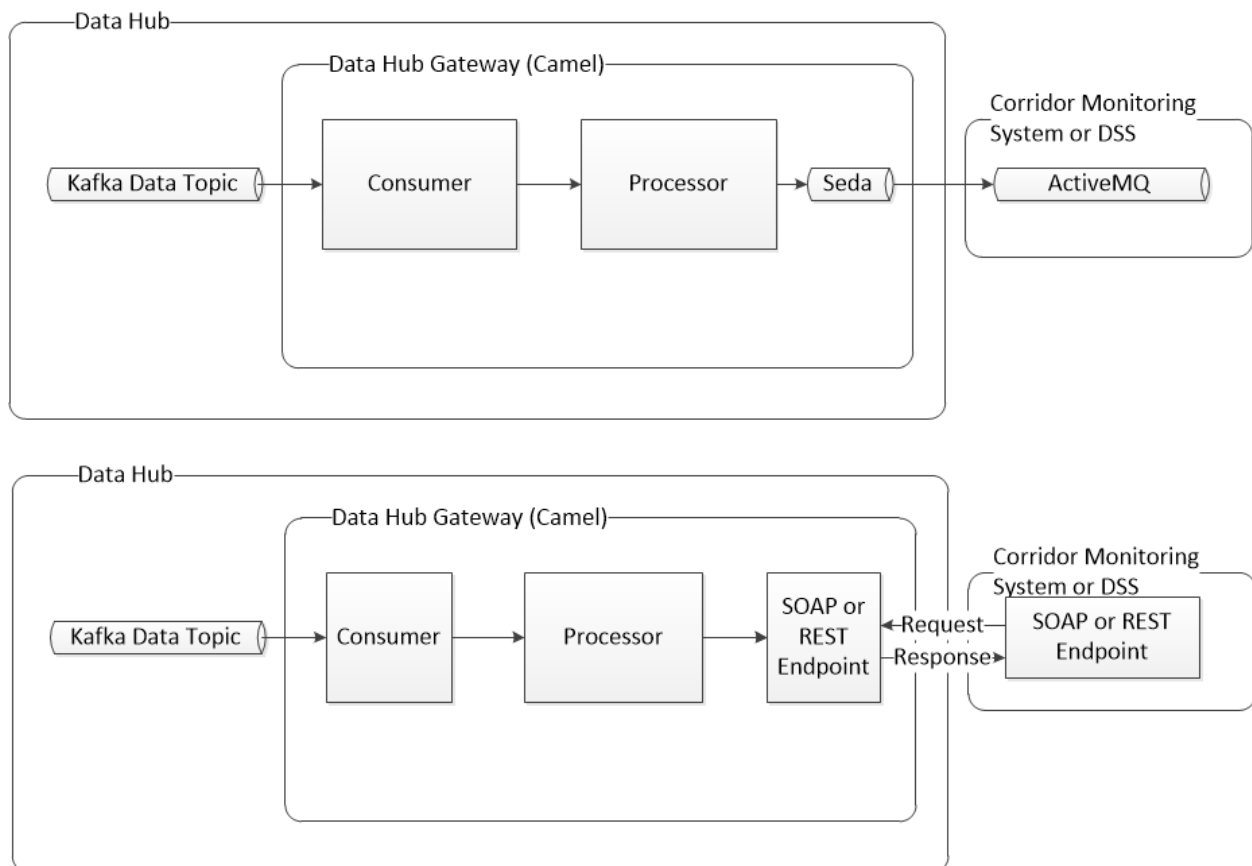 Data Hub
Data Hub Gateway (Camel)
Corridor Monitoring
System or DSS
Kafka Data Topic
Consumer
Processor
Seda
ActiveMQ
Data Hub
Data Hub Gateway (Camel)
Corridor Monitoring
System or DSS
Kafka Data Topic
Consumer
Processor
SOAP or
REST
Endpoint
Request
Response
SOAP or REST
Endpoint